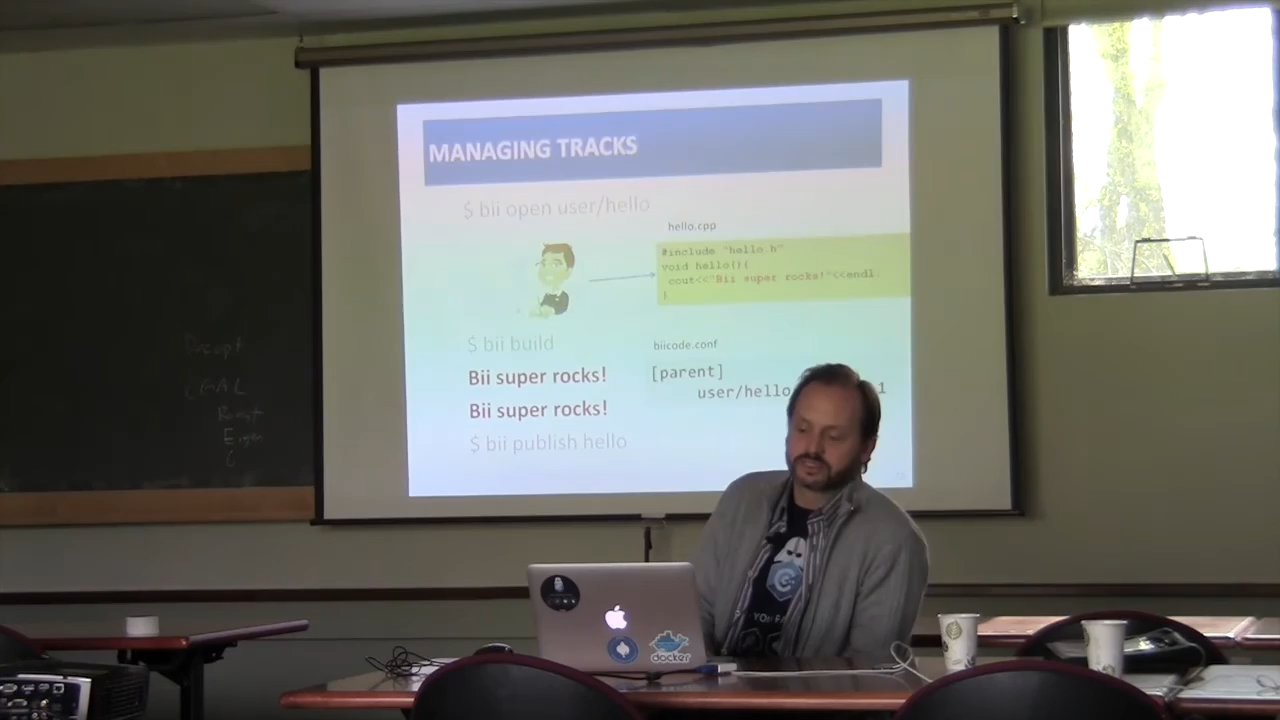 MANAGING TRACKS
$ bii open user/hello
hello.cpp
#include "hello.h"
void hello(){
cout<<"Bii super rocks!"<<endl;
}
$ bii build
Bii super rocks!
Bii super rocks!
$ bii publish hello
biicode.conf
[parent]
user/hello
1
docker